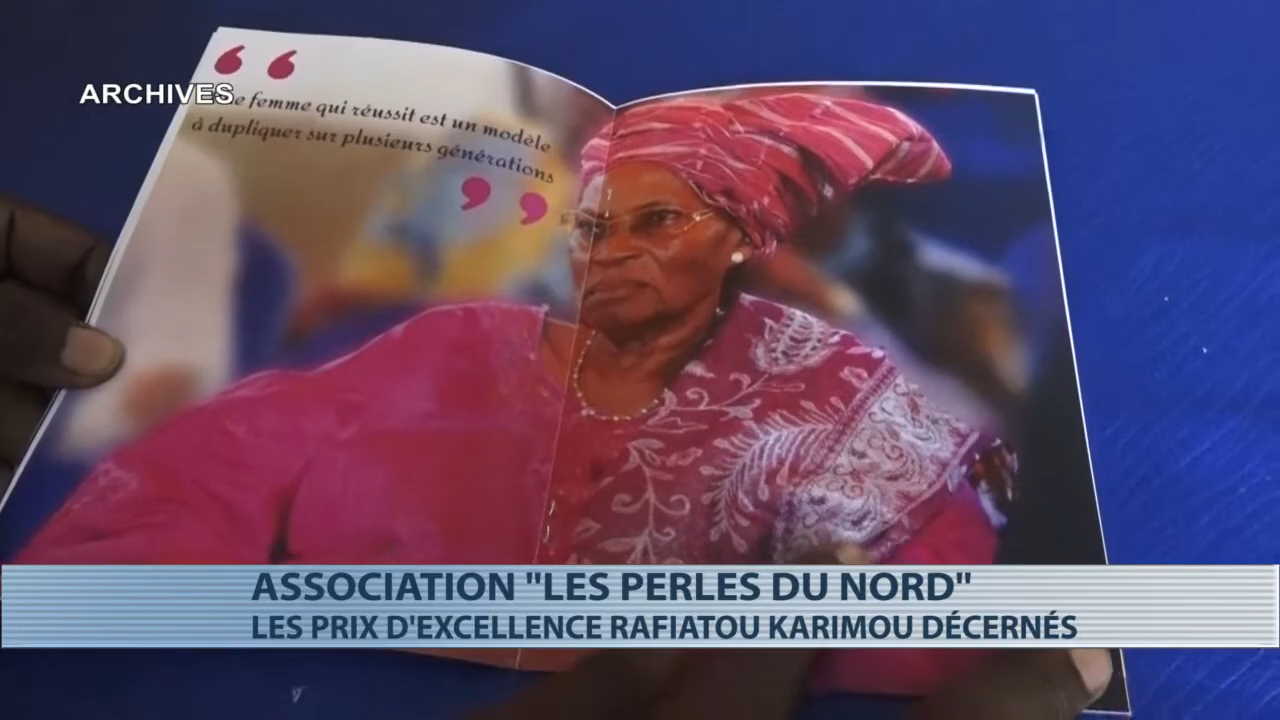 ARCHIVES
femme qui réussit est un modèle
à dupliquer sur plusieurs générations
ASSOCIATION "LES PERLES DU NORD"
LES PRIX D'EXCELLENCE RAFIATOU KARIMOU DÉCERNÉS